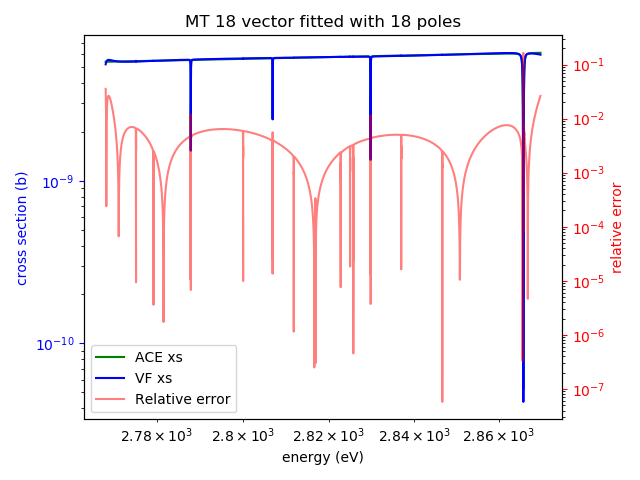 MT 18 vector fitted with 18 poles
cross section (b)
10⁻⁹
10⁻¹⁰
10⁻¹
10⁻²
10⁻³
10⁻⁴
10⁻⁵
10⁻⁶
10⁻⁷
relative error
ACE xs
VF xs
Relative error
2.78 × 10³ 2.8 × 10³ 2.82 × 10³ 2.84 × 10³ 2.86 × 10³
energy (eV)